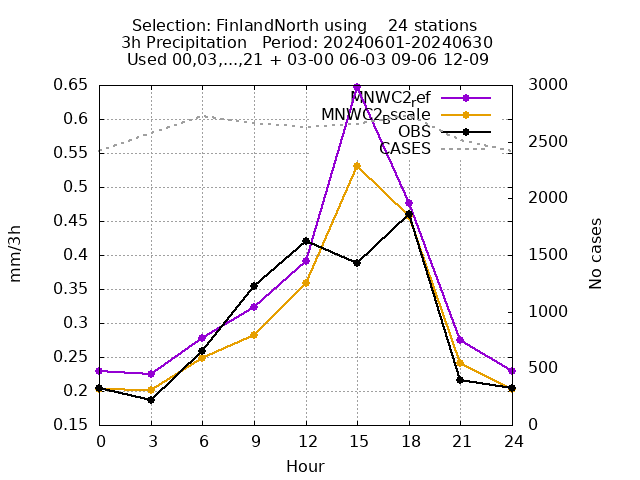 Selection: FinlandNorth using    24 stations
3h Precipitation   Period: 20240601-20240630
Used 00,03,...,21 + 03-00 06-03 09-06 12-09
MNWC2_ref
MNWC2_B_scale
OBS
CASES
0.65
0.6
0.55
0.5
0.45
0.4
0.35
0.3
0.25
0.2
0.15
mm/3h
3000
2500
2000
1500
1000
500
0
No cases
0 3 6 9 12 15 18 21 24
Hour